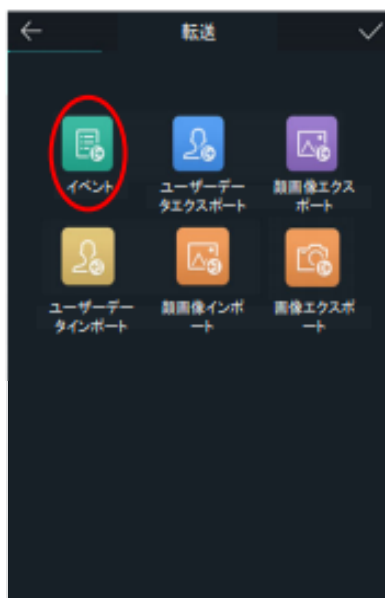 転送
イベント
ユーザーデー
タエクスポート
顔画像エクス
ポート
ユーザーデー
タインポート
顔画像インポ
ート
画像エクスポ
ート